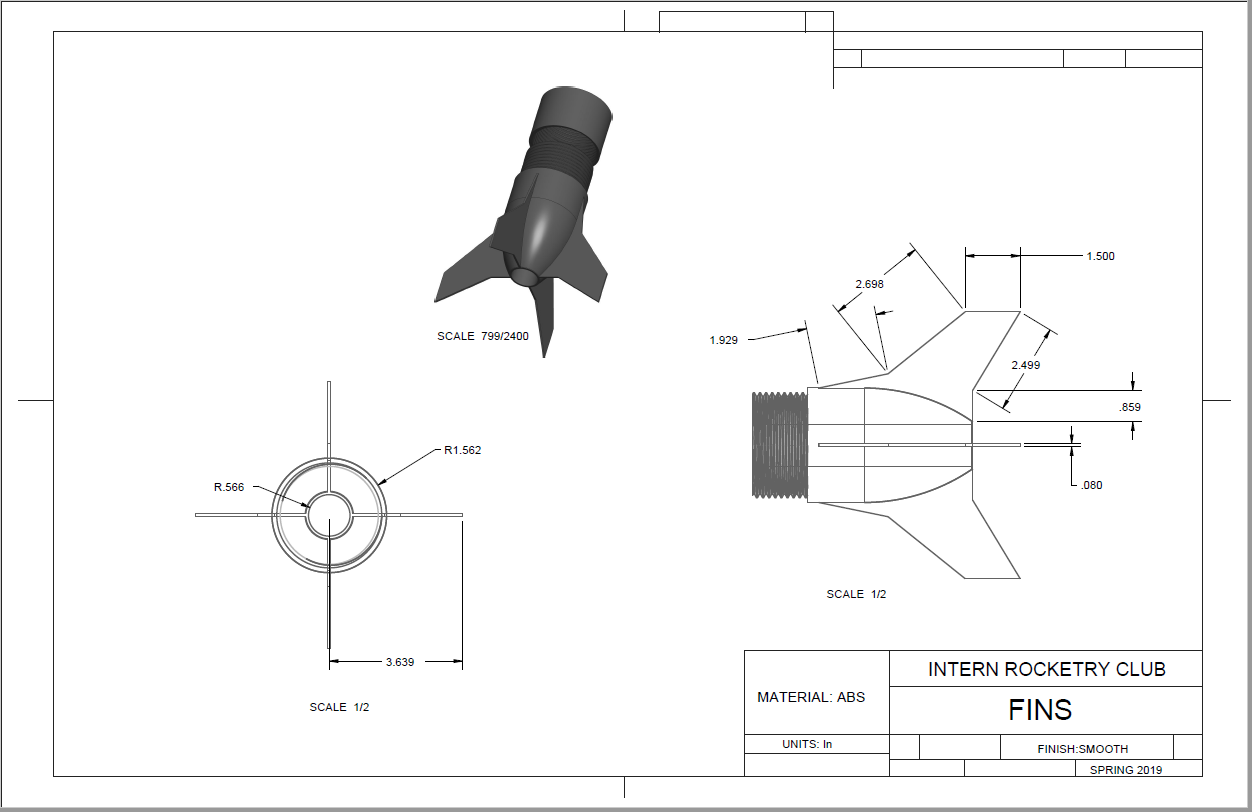 SCALE 799/2400
1.500
2.698
1.929
2.499
.859
.080
R1.562
R.566
3.639
SCALE 1/2
SCALE 1/2
INTERN ROCKETRY CLUB
MATERIAL: ABS
FINS
UNITS: In
FINISH:SMOOTH
SPRING 2019